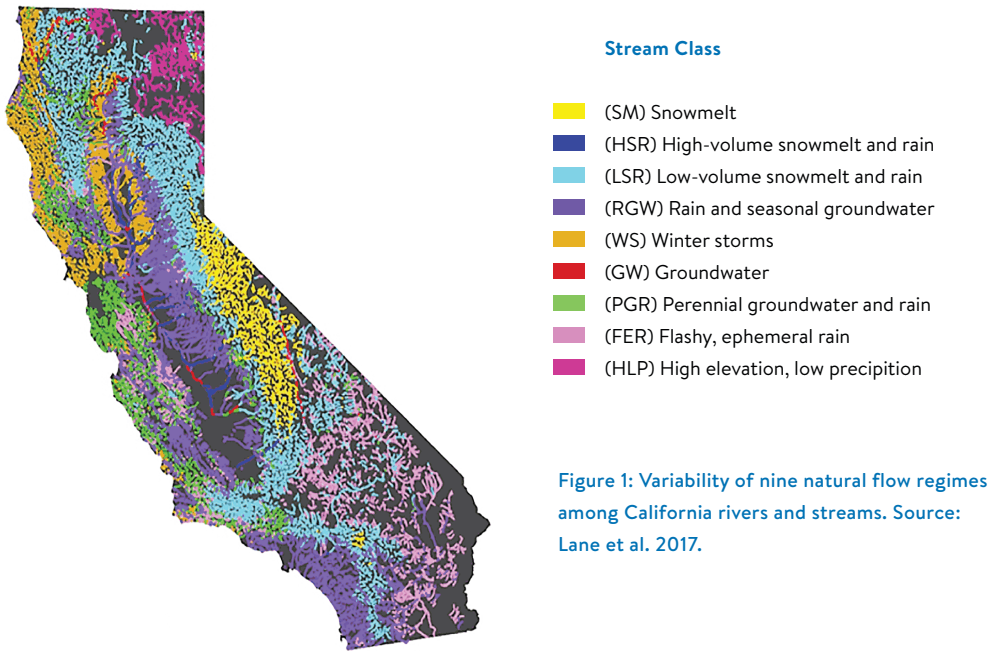 Stream Class
(SM) Snowmelt
(HSR) High-volume snowmelt and rain
(LSR) Low-volume snowmelt and rain
(RGW) Rain and seasonal groundwater
(WS) Winter storms
(GW) Groundwater
(PGR) Perennial groundwater and rain
(FER) Flashy, ephemeral rain
(HLP) High elevation, low precipition
Figure 1: Variability of nine natural flow regimes
among California rivers and streams. Source:
Lane et al. 2017.